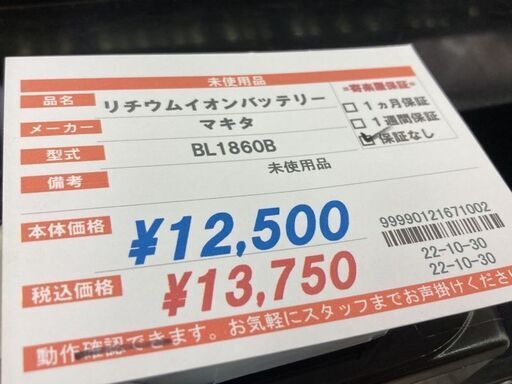 未使用品
品名 リチウムイオンバッテリー
メーカー マキタ
型式 BL1860B
備考 未使用品
保証
1ヵ月保証
1週間保証
保証なし
本体価格 ¥12,500
税込価格 ¥13,750
99990121671002
22-10-30
22-10-30
動作確認できます。お気軽にスタッフまでお声掛けくださ